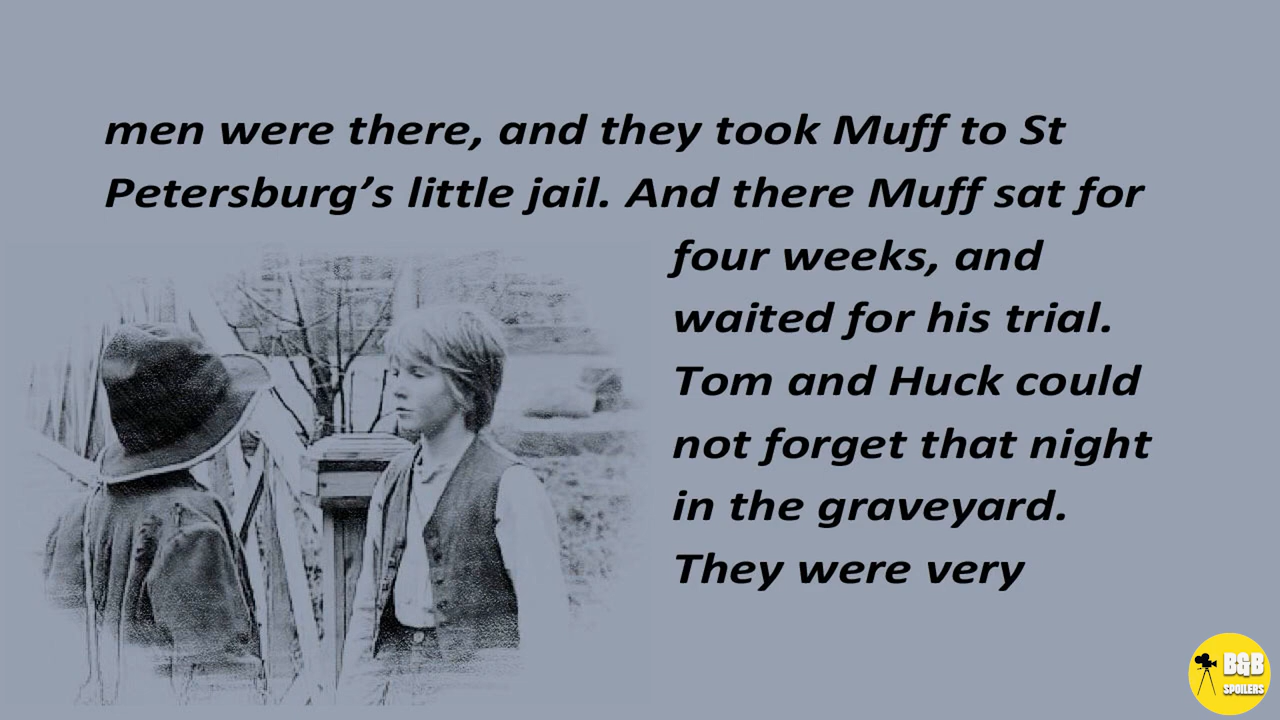 men were there, and they took Muff to St
Petersburg’s little jail. And there Muff sat for
four weeks, and
waited for his trial.
Tom and Huck could
not forget that night
in the graveyard.
They were very
B&B
SPOILERS